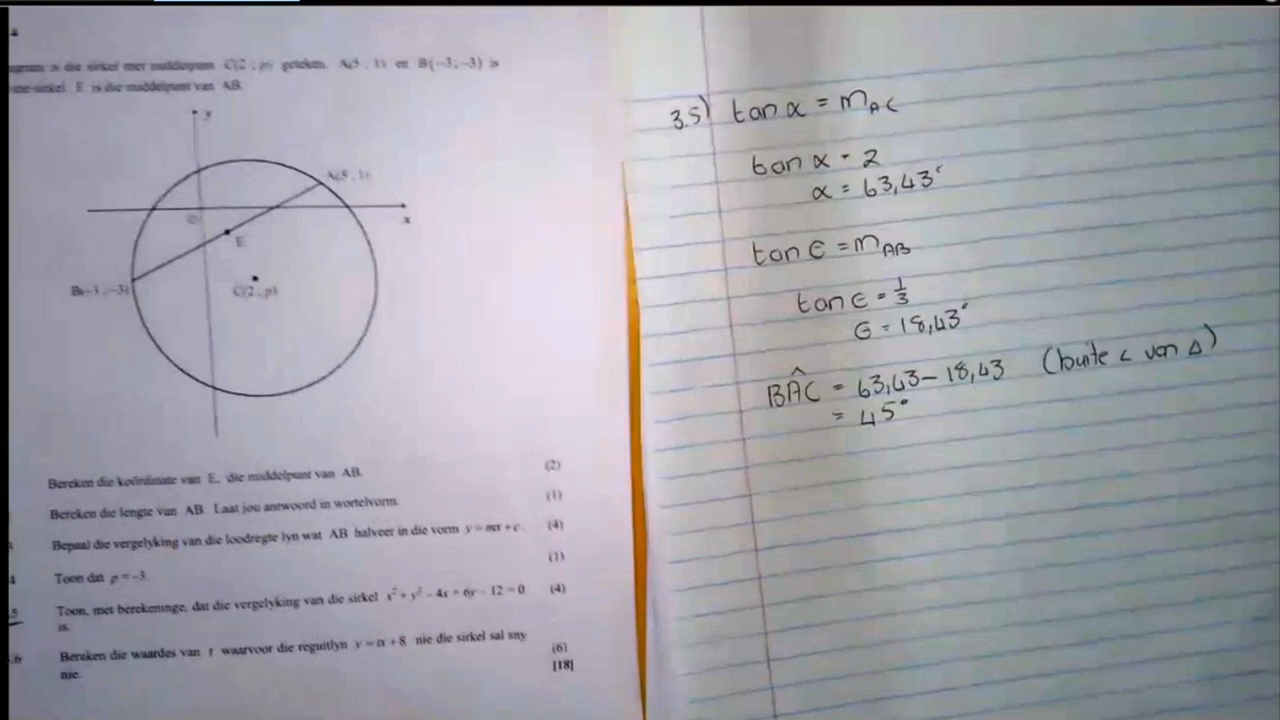 sirkel met middelpunt C(2 ; p) geteken. A(5 ; 1) en B(−3;−3) is
E is die middelpunt van AB.
y
A(5 ; 1)
x
E
B(−3 ; −3)
C(2 ; p)
Bereken die koördinate van E, die middelpunt van AB. (2)
Bereken die lengte van AB. Laat jou antwoord in wortelvorm. (1)
Bepaal die vergelyking van die loodregte lyn wat AB halveer in die vorm y = mx + c. (4)
Toon dat p = −3. (1)
5 Toon, met berekeninge, dat die vergelyking van die sirkel x² + y² − 4x + 6y − 12 = 0 (4)
is.
.6 Bereken die waardes van t waarvoor die reguitlyn y = tx + 8 nie die sirkel sal sny (6)
nie. [18]
3.5) tan α = m_AC
tan α = 2
α = 63,43°
tan Є = m_AB
tan Є = 1/3
Є = 18,43°
BÂC = 63,43 − 18,43 (buite < van Δ)
= 45°